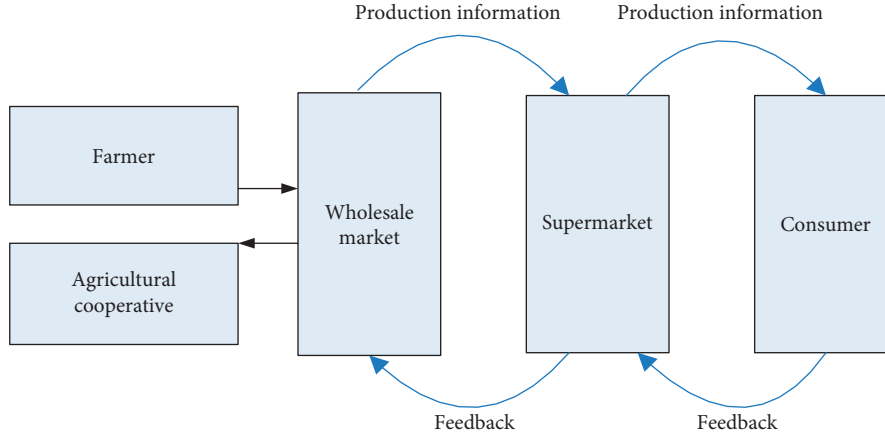 Production information
Production information
Farmer
Wholesale
market
Supermarket
Consumer
Agricultural
cooperative
Feedback
Feedback